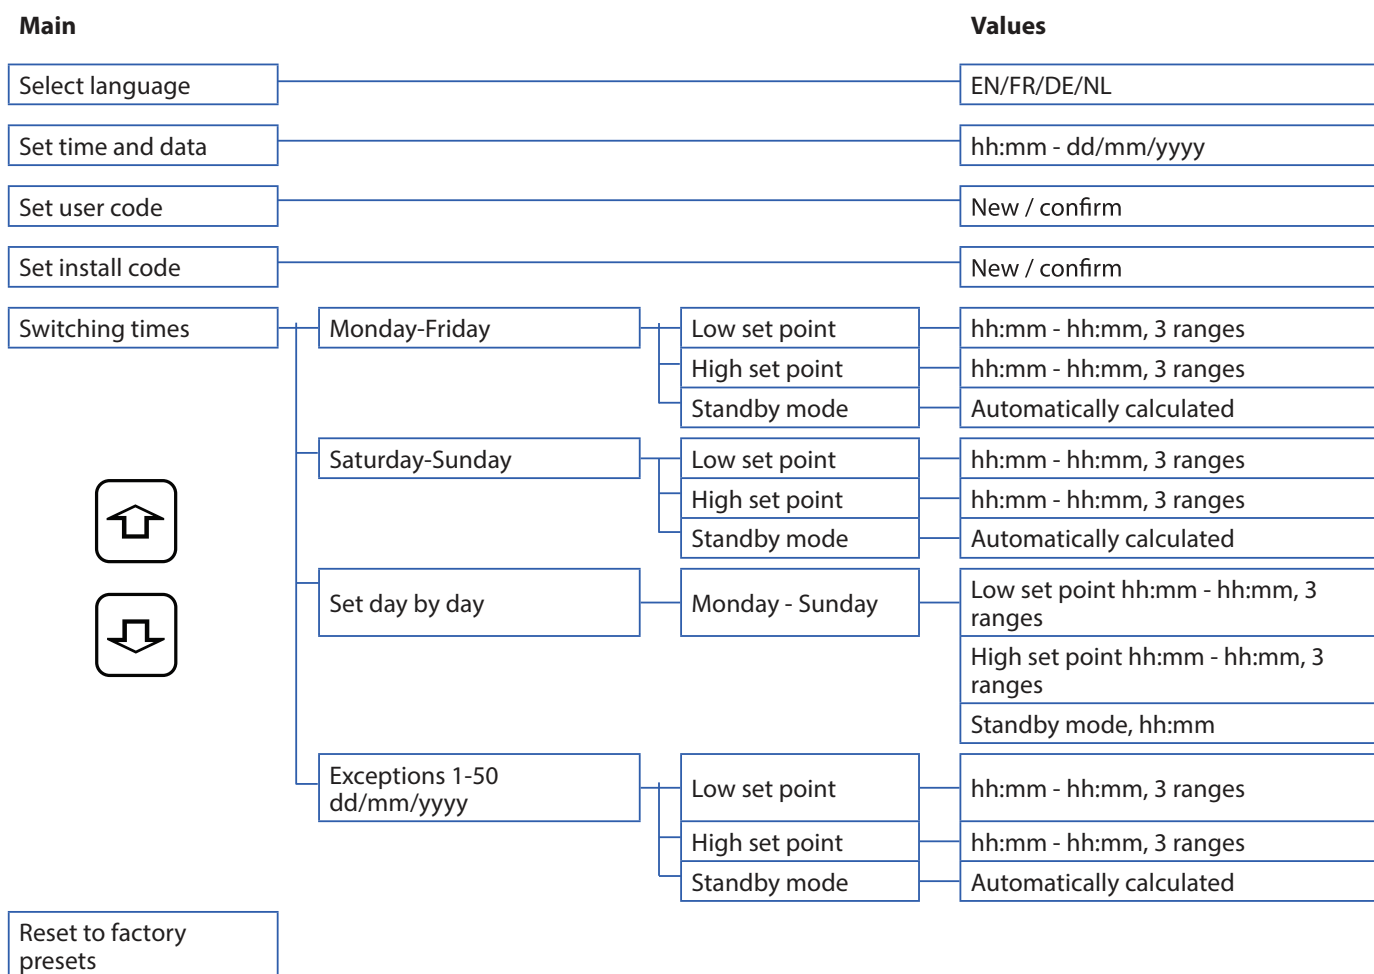 Main Values
Select language EN/FR/DE/NL
Set time and data hh:mm - dd/mm/yyyy
Set user code New / confirm
Set install code New / confirm
Switching times Monday-Friday Low set point hh:mm - hh:mm, 3 ranges
High set point hh:mm - hh:mm, 3 ranges
Standby mode Automatically calculated
Saturday-Sunday Low set point hh:mm - hh:mm, 3 ranges
High set point hh:mm - hh:mm, 3 ranges
Standby mode Automatically calculated
Set day by day Monday - Sunday Low set point hh:mm - hh:mm, 3
ranges
High set point hh:mm - hh:mm, 3
ranges
Standby mode, hh:mm
Exceptions 1-50
dd/mm/yyyy
Low set point hh:mm - hh:mm, 3 ranges
High set point hh:mm - hh:mm, 3 ranges
Standby mode Automatically calculated
Reset to factory
presets